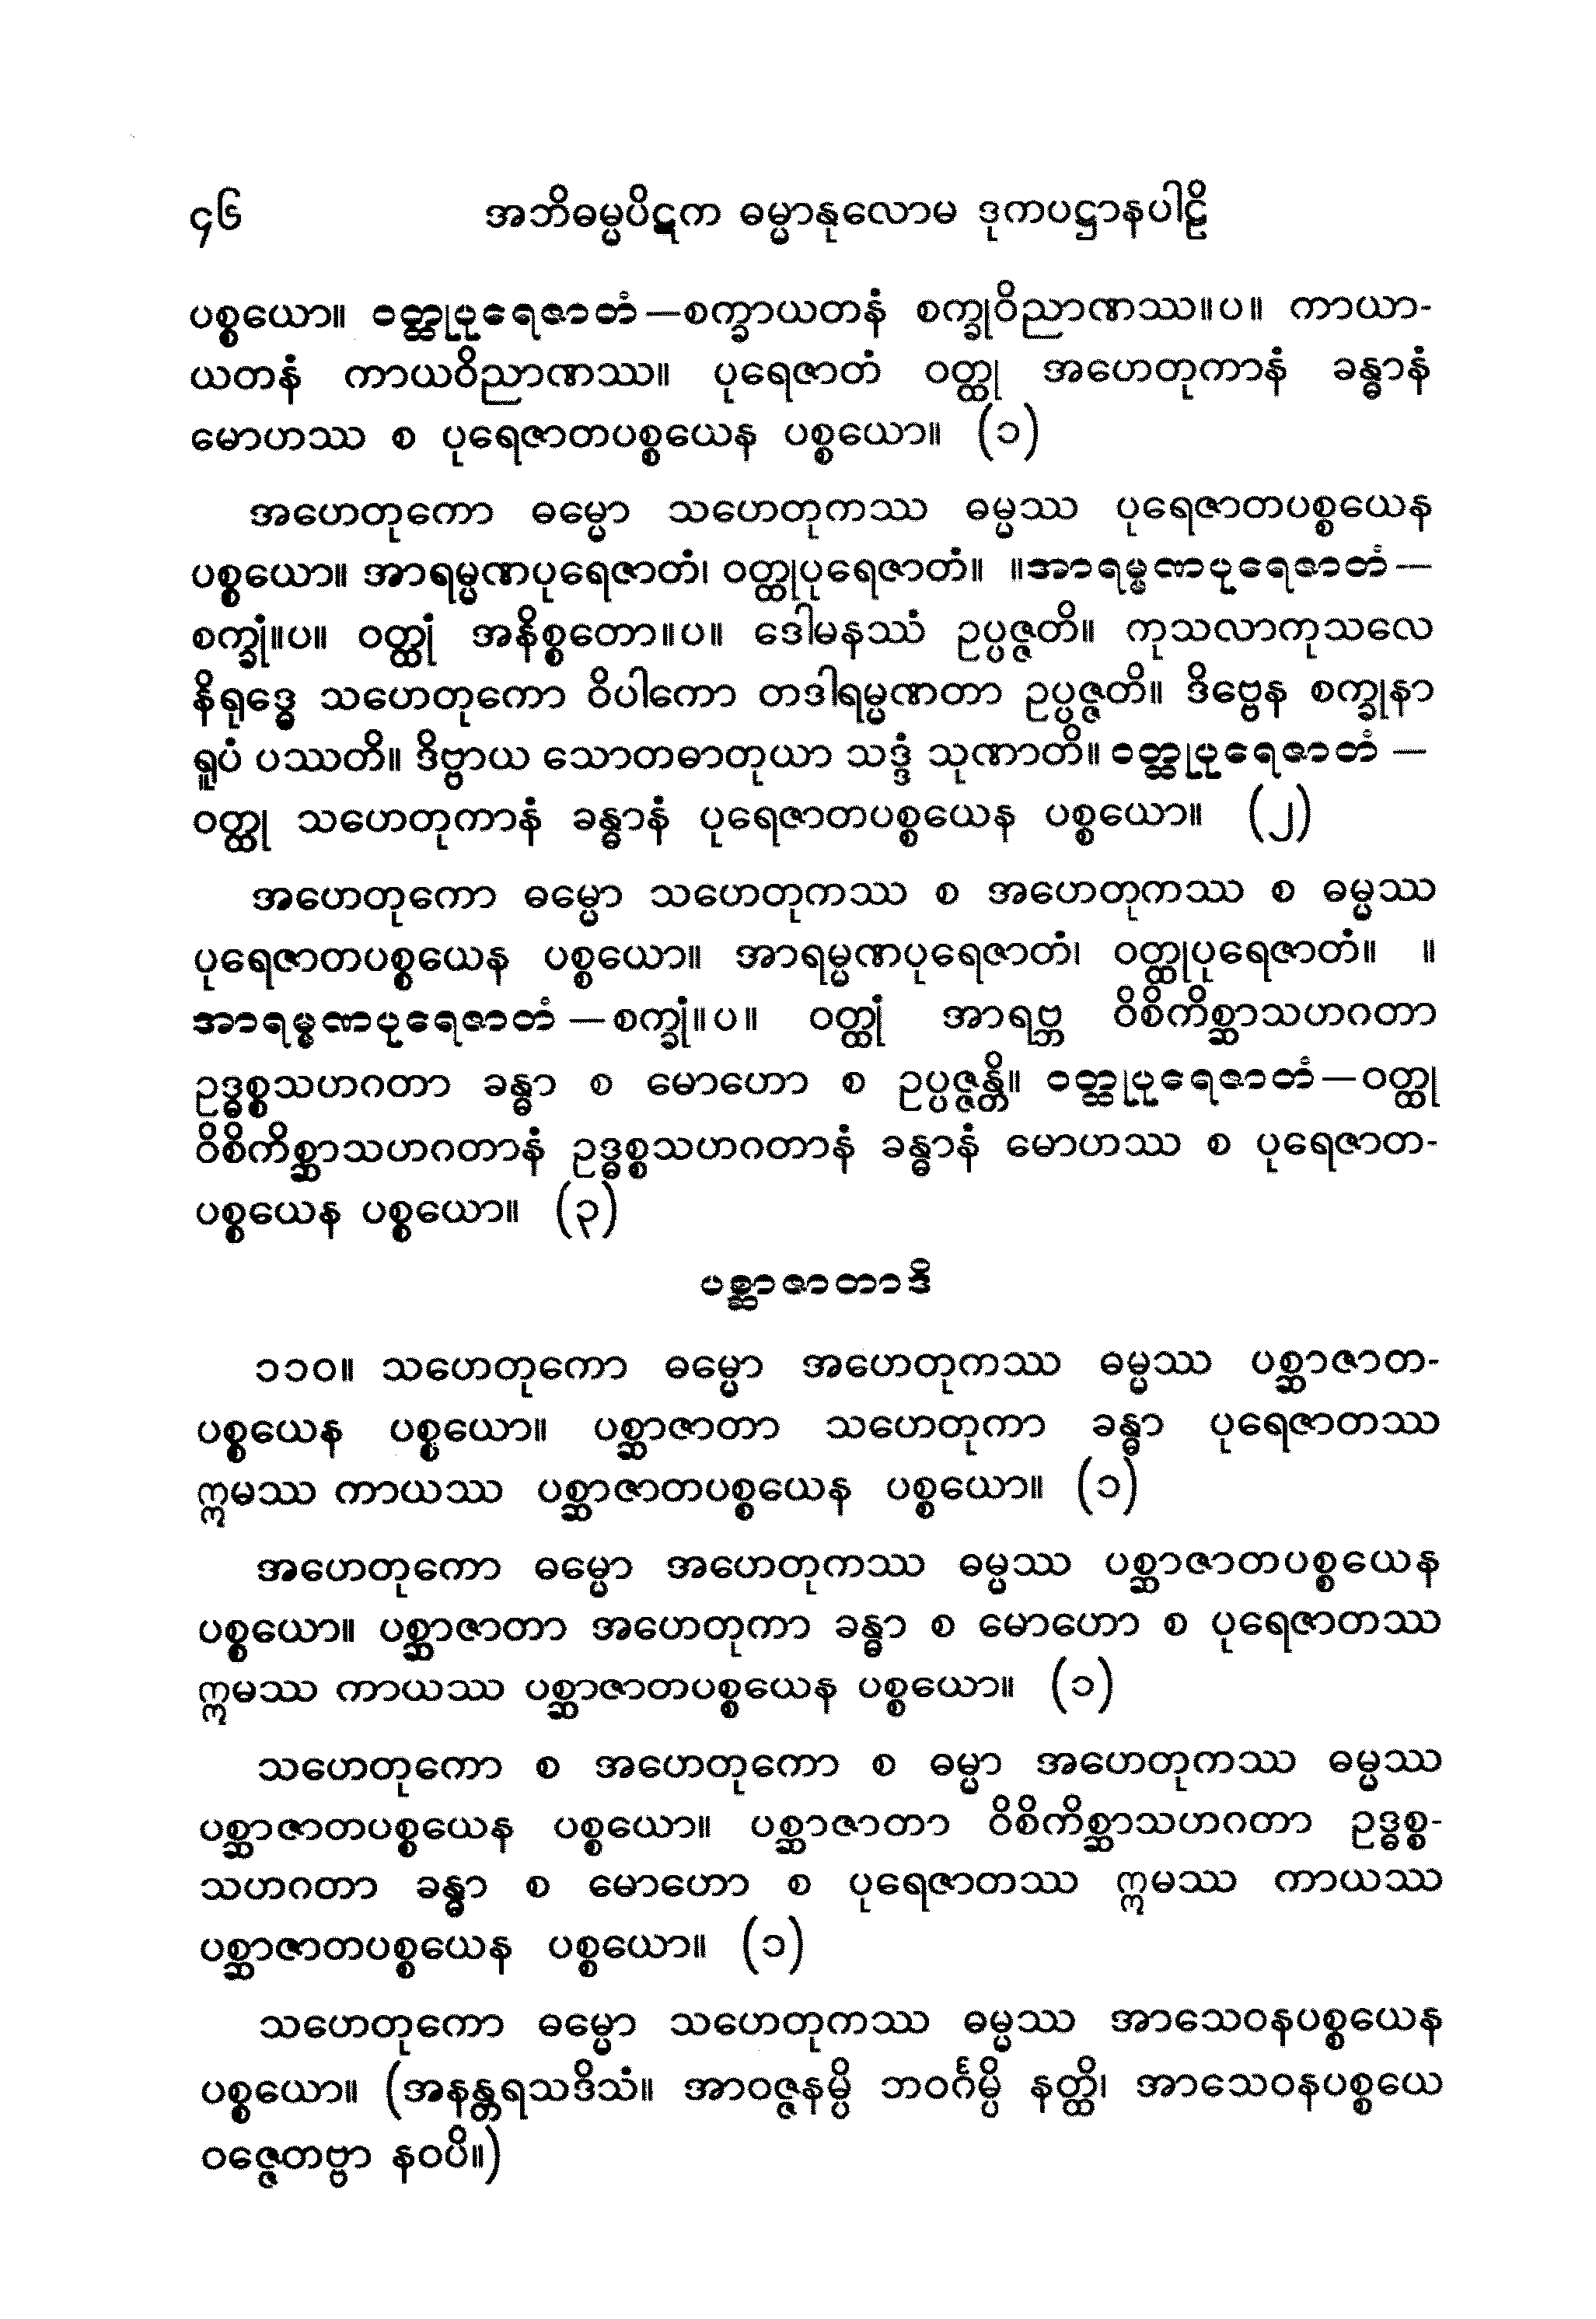 ၄၆ အဘိဓမ္မပိဋက ဓမ္မာနုလောမ ဒုကပဋ္ဌာနပါဠိ
ပစ္စယော။ ဝတ္ထုပုရေဇာတံ—စက္ခာယတနံ စက္ခုဝိညာဏဿ။ပ။ ကာယာ-
ယတနံ ကာယဝိညာဏဿ။ ပုရေဇာတံ ဝတ္ထု အဟေတုကာနံ ခန္ဓာနံ
မောဟဿ စ ပုရေဇာတပစ္စယေန ပစ္စယော။ (၁)
အဟေတုကော ဓမ္မော သဟေတုကဿ ဓမ္မဿ ပုရေဇာတပစ္စယေန
ပစ္စယော။ အာရမ္မဏပုရေဇာတံ၊ ဝတ္ထုပုရေဇာတံ။ ။အာရမ္မဏပုရေဇာတံ—
စက္ခုံ။ပ။ ဝတ္ထုံ အနိစ္စတော။ပ။ ဒေါမနဿံ ဥပ္ပဇ္ဇတိ။ ကုသလာကုသလေ
နိရုဒ္ဓေ သဟေတုကော ဝိပါကော တဒါရမ္မဏတာ ဥပ္ပဇ္ဇတိ။ ဒိဗ္ဗေန စက္ခုနာ
ရူပံ ပဿတိ။ ဒိဗ္ဗာယ သောတဓာတုယာ သဒ္ဒံ သုဏာတိ။ ဝတ္ထုပုရေဇာတံ —
ဝတ္ထု သဟေတုကာနံ ခန္ဓာနံ ပုရေဇာတပစ္စယေန ပစ္စယော။ (၂)
အဟေတုကော ဓမ္မော သဟေတုကဿ စ အဟေတုကဿ စ ဓမ္မဿ
ပုရေဇာတပစ္စယေန ပစ္စယော။ အာရမ္မဏပုရေဇာတံ၊ ဝတ္ထုပုရေဇာတံ။ ။
အာရမ္မဏပုရေဇာတံ —စက္ခုံ။ပ။ ဝတ္ထုံ အာရဗ္ဘ ဝိစိကိစ္ဆာသဟဂတာ
ဥဒ္ဓစ္စသဟဂတာ ခန္ဓာ စ မောဟော စ ဥပ္ပဇ္ဇန္တိ။ ဝတ္ထုပုရေဇာတံ—ဝတ္ထု
ဝိစိကိစ္ဆာသဟဂတာနံ ဥဒ္ဓစ္စသဟဂတာနံ ခန္ဓာနံ မောဟဿ စ ပုရေဇာတ-
ပစ္စယေန ပစ္စယော။ (၃)
ပစ္ဆာဇာတာဒိ
၁၁၀။ သဟေတုကော ဓမ္မော အဟေတုကဿ ဓမ္မဿ ပစ္ဆာဇာတ-
ပစ္စယေန ပစ္စယော။ ပစ္ဆာဇာတာ သဟေတုကာ ခန္ဓာ ပုရေဇာတဿ
ဣမဿ ကာယဿ ပစ္ဆာဇာတပစ္စယေန ပစ္စယော။ (၁)
အဟေတုကော ဓမ္မော အဟေတုကဿ ဓမ္မဿ ပစ္ဆာဇာတပစ္စယေန
ပစ္စယော။ ပစ္ဆာဇာတာ အဟေတုကာ ခန္ဓာ စ မောဟော စ ပုရေဇာတဿ
ဣမဿ ကာယဿ ပစ္ဆာဇာတပစ္စယေန ပစ္စယော။ (၁)
သဟေတုကော စ အဟေတုကော စ ဓမ္မာ အဟေတုကဿ ဓမ္မဿ
ပစ္ဆာဇာတပစ္စယေန ပစ္စယော။ ပစ္ဆာဇာတာ ဝိစိကိစ္ဆာသဟဂတာ ဥဒ္ဓစ္စ-
သဟဂတာ ခန္ဓာ စ မောဟော စ ပုရေဇာတဿ ဣမဿ ကာယဿ
ပစ္ဆာဇာတပစ္စယေန ပစ္စယော။ (၁)
သဟေတုကော ဓမ္မော သဟေတုကဿ ဓမ္မဿ အာသေဝနပစ္စယေန
ပစ္စယော။ (အနန္တရသဒိသံ။ အာဝဇ္ဇနမ္ပိ ဘဝင်္ဂမ္ပိ နတ္ထိ၊ အာသေဝနပစ္စယေ
ဝဇ္ဇေတဗ္ဗာ နဝပိ။)